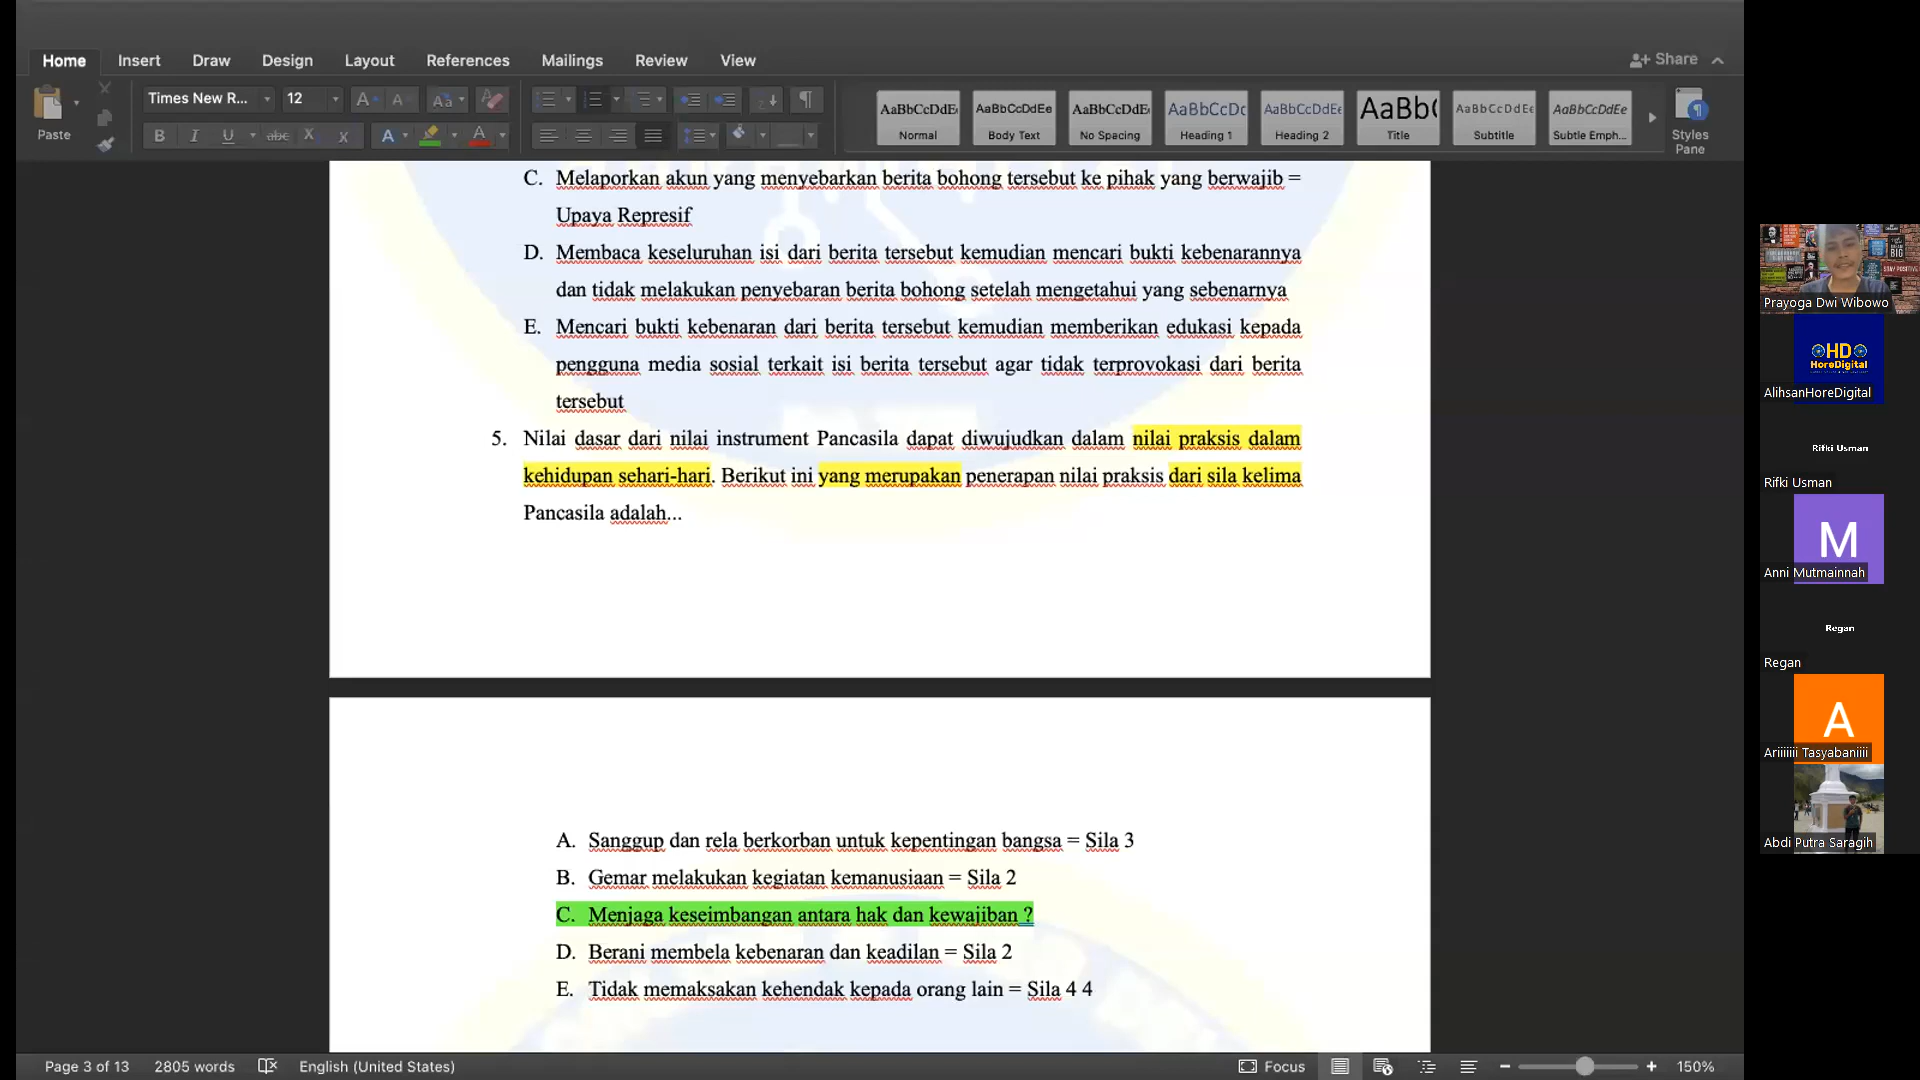 Home Insert Draw Design Layout References Mailings Review View Share
Times New R... 12
Paste
AaBbCcDdE AaBbCcDdEe AaBbCcDdE AaBbCcDc AaBbCcDdEe AaBb( AaBbCcDdEe AaBbCcDdEe
Normal Body Text No Spacing Heading 1 Heading 2 Title Subtitle Subtle Emph...
Styles
Pane
C. Melaporkan akun yang menyebarkan berita bohong tersebut ke pihak yang berwajib =
Upaya Represif
D. Membaca keseluruhan isi dari berita tersebut kemudian mencari bukti kebenarannya
dan tidak melakukan penyebaran berita bohong setelah mengetahui yang sebenarnya
E. Mencari bukti kebenaran dari berita tersebut kemudian memberikan edukasi kepada
pengguna media sosial terkait isi berita tersebut agar tidak terprovokasi dari berita
tersebut
5. Nilai dasar dari nilai instrument Pancasila dapat diwujudkan dalam nilai praksis dalam
kehidupan sehari-hari. Berikut ini yang merupakan penerapan nilai praksis dari sila kelima
Pancasila adalah...
A. Sanggup dan rela berkorban untuk kepentingan bangsa = Sila 3
B. Gemar melakukan kegiatan kemanusiaan = Sila 2
C. Menjaga keseimbangan antara hak dan kewajiban ?
D. Berani membela kebenaran dan keadilan = Sila 2
E. Tidak memaksakan kehendak kepada orang lain = Sila 4 4
Page 3 of 13 2805 words English (United States) Focus 150%
Prayoga Dwi Wibowo
HD
HoreDigital
AlihsanHoreDigital
Rifki Usman
Rifki Usman
M
Anni Mutmainnah
Regan
Regan
A
Ariiiiiii Tasyabaniiii
Abdi Putra Saragih